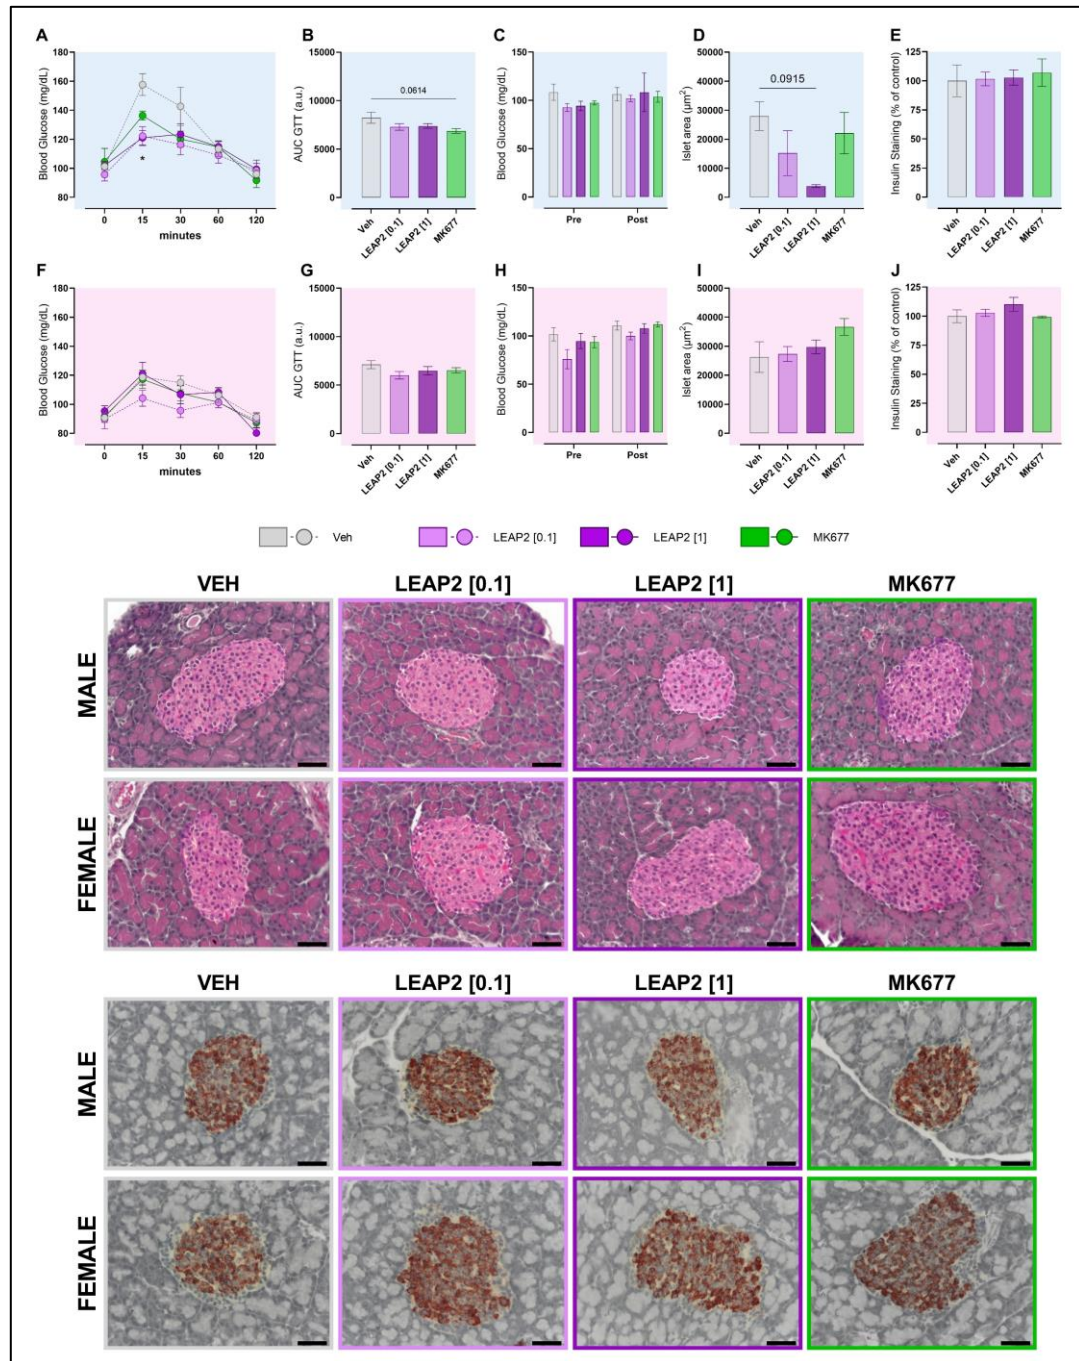 A B C D E
Blood Glucose (mg/dL)
180
160
140
120
100
80
*
0 15 30 60 120
minutes
AUC GTT (a.u.)
15000
10000
5000
0
0.0614
Veh LEAP2 [0.1] LEAP2 [1] MK677
Blood Glucose (mg/dL)
150
100
50
0
Pre Post
Islet area (µm²)
50000
40000
30000
20000
10000
0
0.0915
Veh LEAP2 [0.1] LEAP2 [1] MK677
Insulin Staining (% of control)
125
100
75
50
25
0
Veh LEAP2 [0.1] LEAP2 [1] MK677
F G H I J
Blood Glucose (mg/dL)
180
160
140
120
100
80
0 15 30 60 120
minutes
AUC GTT (a.u.)
15000
10000
5000
0
Veh LEAP2 [0.1] LEAP2 [1] MK677
Blood Glucose (mg/dL)
150
100
50
0
Pre Post
Islet area (µm²)
50000
40000
30000
20000
10000
0
Veh LEAP2 [0.1] LEAP2 [1] MK677
Insulin Staining (% of control)
125
100
75
50
25
0
Veh LEAP2 [0.1] LEAP2 [1] MK677
Veh LEAP2 [0.1] LEAP2 [1] MK677
VEH LEAP2 [0.1] LEAP2 [1] MK677
MALE
FEMALE
VEH LEAP2 [0.1] LEAP2 [1] MK677
MALE
FEMALE